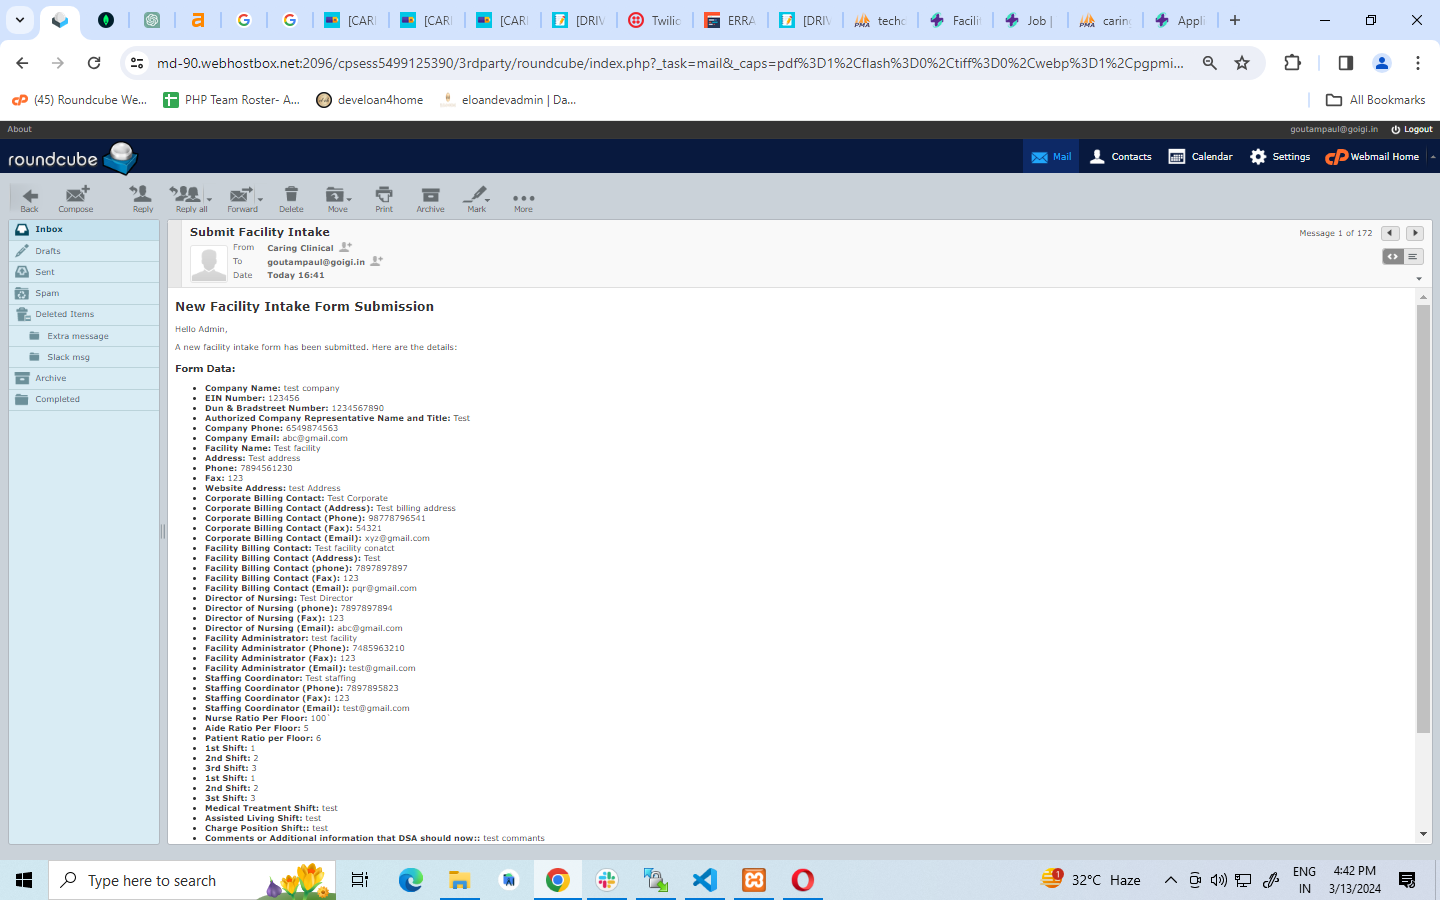 [CARI
[CARI
[CARI
[DRIV
Twilio
ERRA
[DRIV
techd
Facilit
Job |
caring
Appli
md-90.webhostbox.net:2096/cpsess5499125390/3rdparty/roundcube/index.php?_task=mail&_caps=pdf%3D1%2Cflash%3D0%2Ctiff%3D0%2Cwebp%3D1%2Cpgpmi...
(45) Roundcube We...
PHP Team Roster- A...
develoan4home
eloandevadmin | Da...
All Bookmarks
About
goutampaul@goigi.in
Logout
roundcube
Mail
Contacts
Calendar
Settings
cP Webmail Home
Back
Compose
Reply
Reply all
Forward
Delete
Move
Print
Archive
Mark
More
Inbox
Drafts
Sent
Spam
Deleted Items
Extra message
Slack msg
Archive
Completed
Submit Facility Intake
Message 1 of 172
From Caring Clinical
To goutampaul@goigi.in
Date Today 16:41
New Facility Intake Form Submission
Hello Admin,
A new facility intake form has been submitted. Here are the details:
Form Data:
Company Name: test company
EIN Number: 123456
Dun & Bradstreet Number: 1234567890
Authorized Company Representative Name and Title: Test
Company Phone: 6549874563
Company Email: abc@gmail.com
Facility Name: Test facility
Address: Test address
Phone: 7894561230
Fax: 123
Website Address: test Address
Corporate Billing Contact: Test Corporate
Corporate Billing Contact (Address): Test billing address
Corporate Billing Contact (Phone): 98778796541
Corporate Billing Contact (Fax): 54321
Corporate Billing Contact (Email): xyz@gmail.com
Facility Billing Contact: Test facility conatct
Facility Billing Contact (Address): Test
Facility Billing Contact (phone): 7897897897
Facility Billing Contact (Fax): 123
Facility Billing Contact (Email): pqr@gmail.com
Director of Nursing: Test Director
Director of Nursing (phone): 7897897894
Director of Nursing (Fax): 123
Director of Nursing (Email): abc@gmail.com
Facility Administrator: test facility
Facility Administrator (Phone): 7485963210
Facility Administrator (Fax): 123
Facility Administrator (Email): test@gmail.com
Staffing Coordinator: Test staffing
Staffing Coordinator (Phone): 7897895823
Staffing Coordinator (Fax): 123
Staffing Coordinator (Email): test@gmail.com
Nurse Ratio Per Floor: 100`
Aide Ratio Per Floor: 5
Patient Ratio per Floor: 6
1st Shift: 1
2nd Shift: 2
3rd Shift: 3
1st Shift: 1
2nd Shift: 2
3st Shift: 3
Medical Treatment Shift: test
Assisted Living Shift: test
Charge Position Shift:: test
Comments or Additional information that DSA should now:: test commants
Type here to search
1
32°C Haze
ENG
IN
4:42 PM
3/13/2024